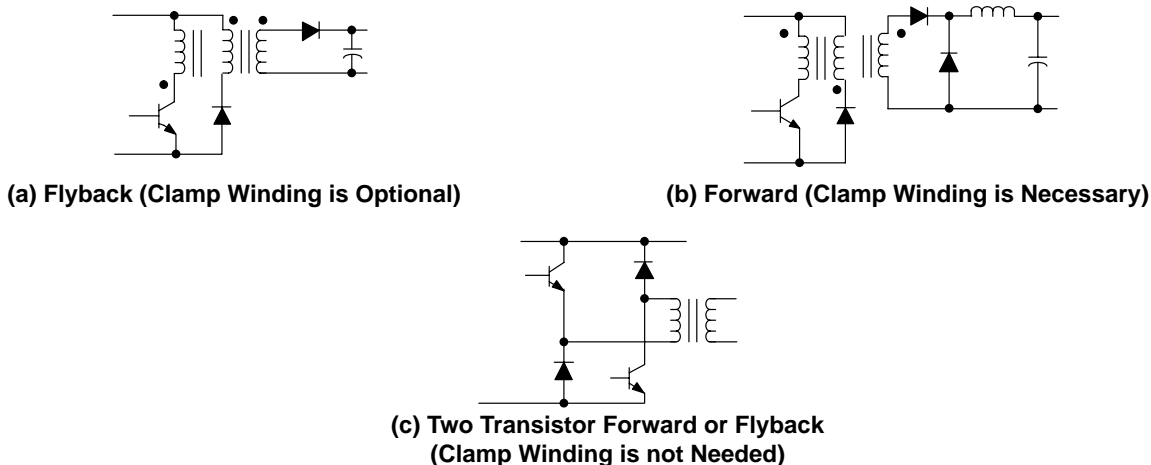 (a) Flyback (Clamp Winding is Optional)
(b) Forward (Clamp Winding is Necessary)
(c) Two Transistor Forward or Flyback
(Clamp Winding is not Needed)